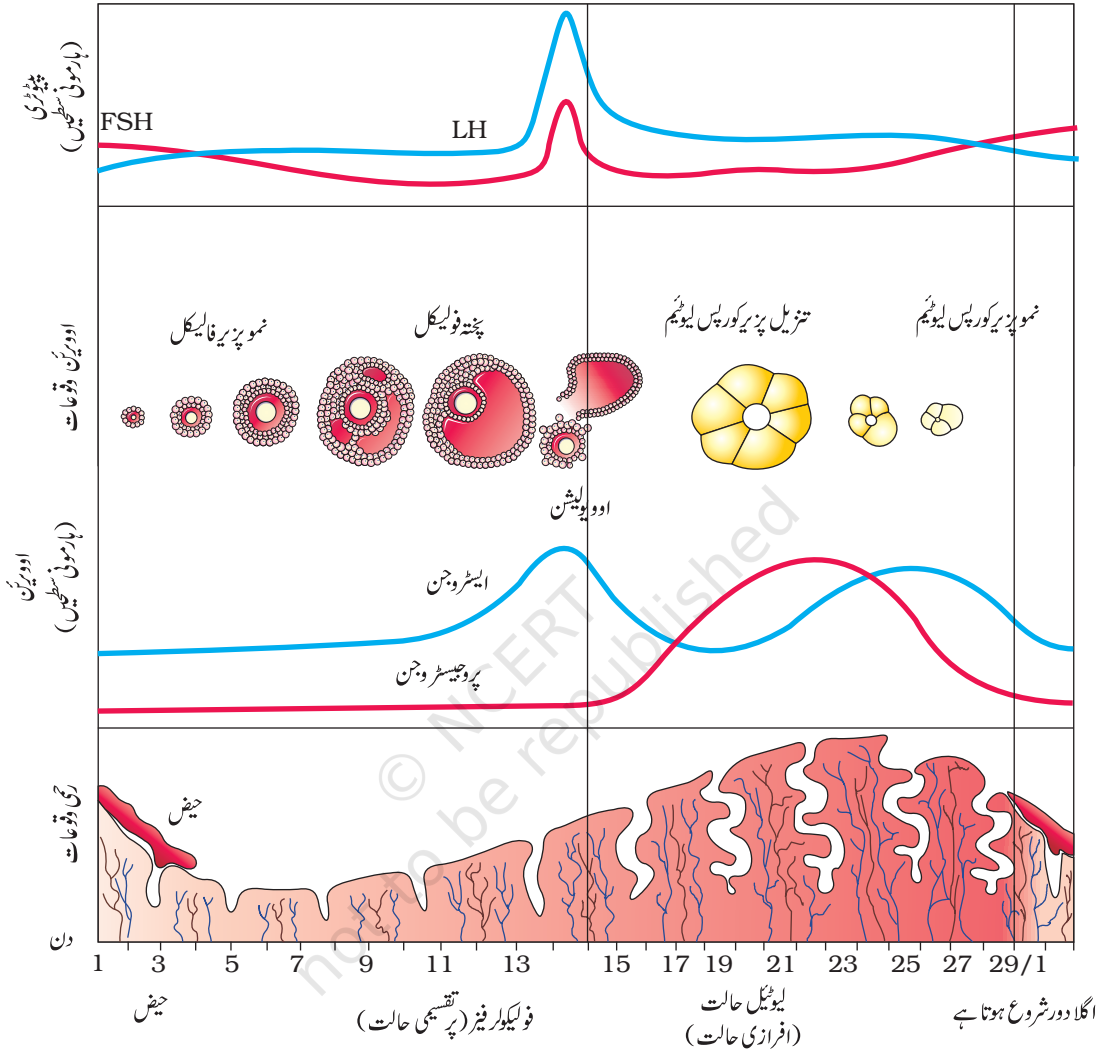 پیٹوٹری
(ہارمونی سطحیں)
FSH
LH
اوویرین وقوعات
نمو پزیر فالیکل
پختہ فولیکل
تنزیل پزیر کورپس لیوٹیم
نمو پزیر کورپس لیوٹیم
اوویولیشن
اوویرین
(ہارمونی سطحیں)
ایسٹروجن
پروجیسٹروجن
© NCERT
not to be republished
رحمی وقوعات
حیض
دن
1 3 5 7 9 11 13 15 17 19 21 23 25 27 29/1
حیض
فولیکولر فیز (پر تقسیمی حالت)
لیوٹیل حالت
(افرازی حالت)
اگلا دور شروع ہوتا ہے